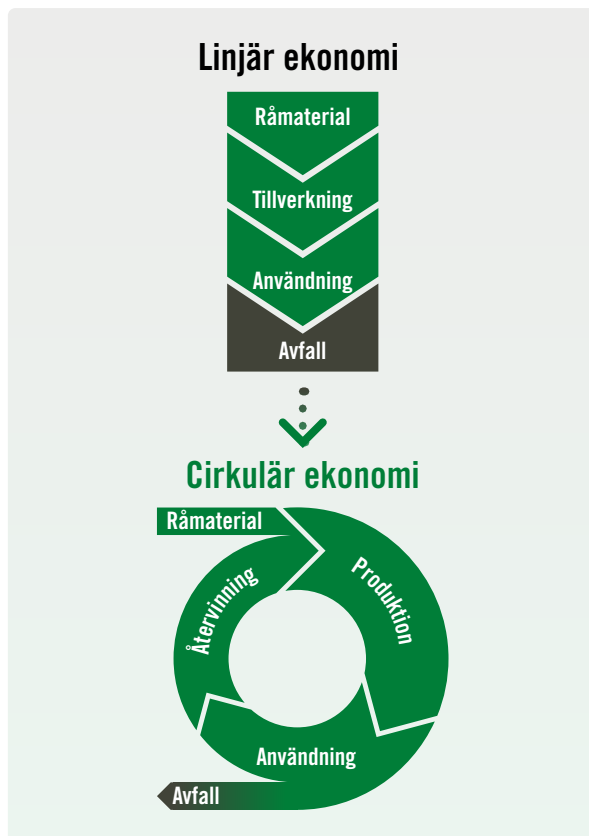 Linjär ekonomi
Råmaterial
Tillverkning
Användning
Avfall
Cirkulär ekonomi
Råmaterial
Produktion
Återvinning
Användning
Avfall